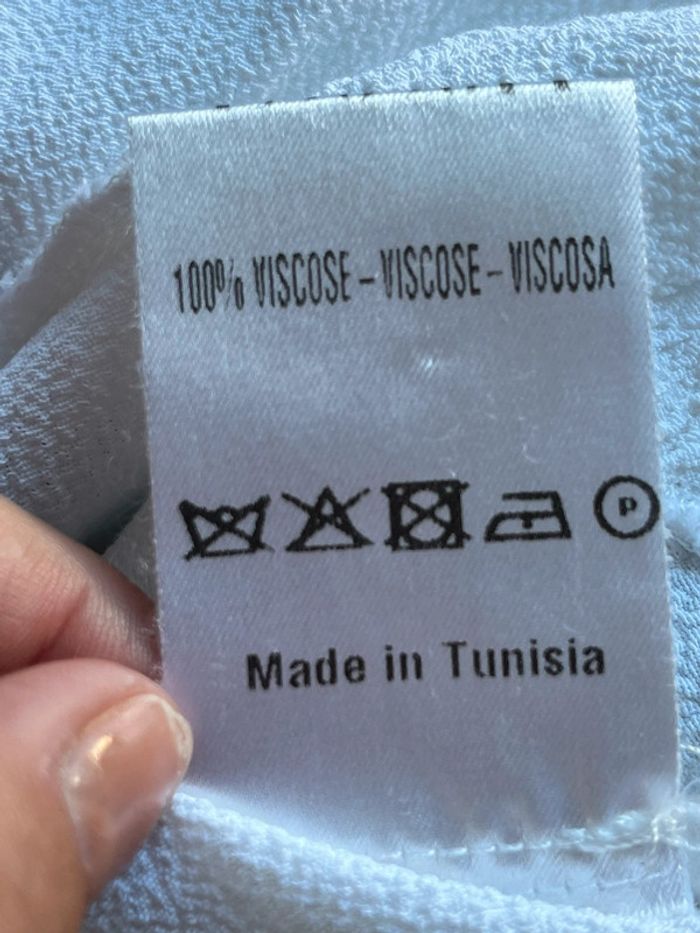 100% VISCOSE – VISCOSE – VISCOSA
P
Made in Tunisia